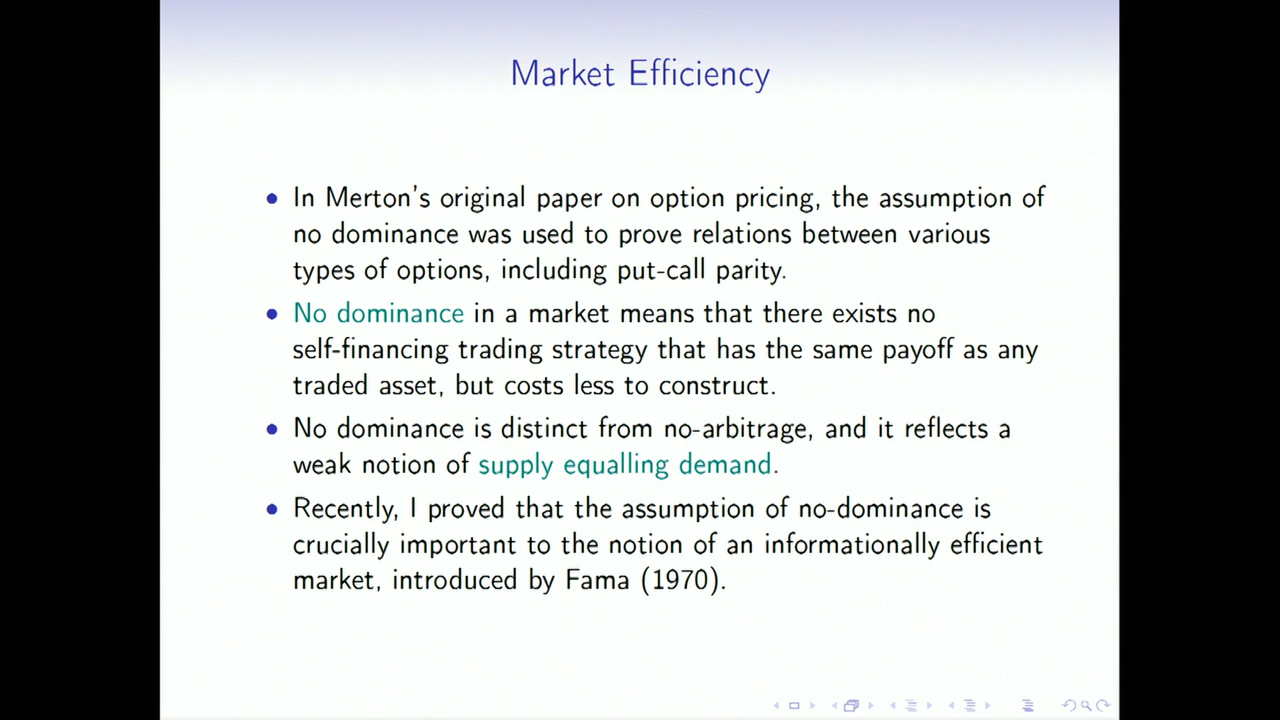 Market Efficiency
• In Merton's original paper on option pricing, the assumption of
no dominance was used to prove relations between various
types of options, including put-call parity.
• No dominance in a market means that there exists no
self-financing trading strategy that has the same payoff as any
traded asset, but costs less to construct.
• No dominance is distinct from no-arbitrage, and it reflects a
weak notion of supply equalling demand.
• Recently, I proved that the assumption of no-dominance is
crucially important to the notion of an informationally efficient
market, introduced by Fama (1970).